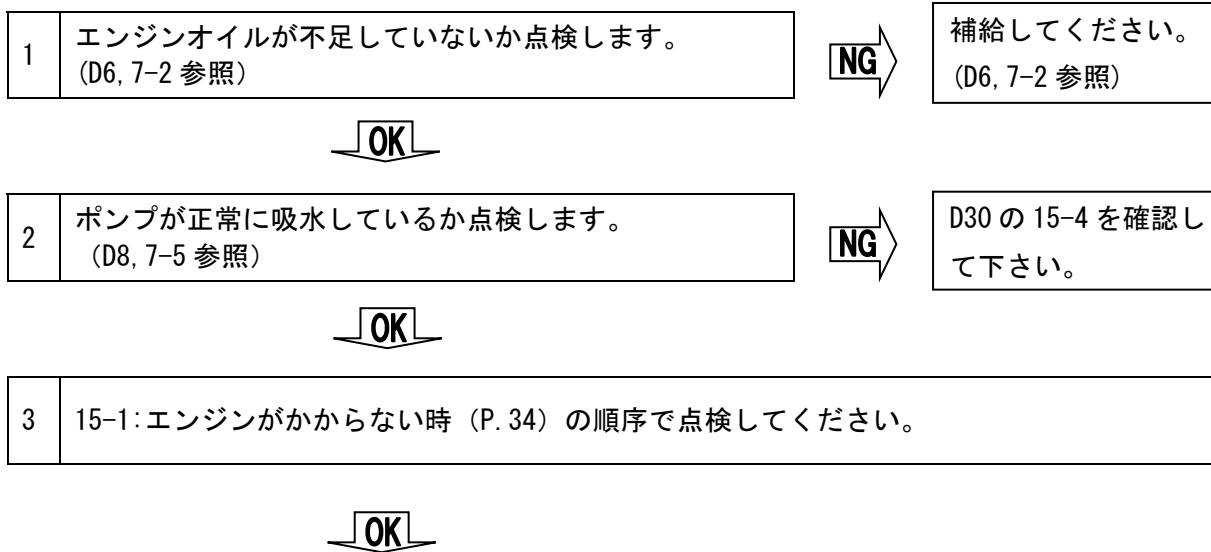 1
エンジンオイルが不足していないか点検します。
(D6,7-2 参照)
NG
補給してください。
(D6,7-2 参照)
OK
2
ポンプが正常に吸水しているか点検します。
(D8,7-5 参照)
NG
D30 の 15-4 を確認し
て下さい。
OK
3
15-1:エンジンがかからない時 (P.34) の順序で点検してください。
OK